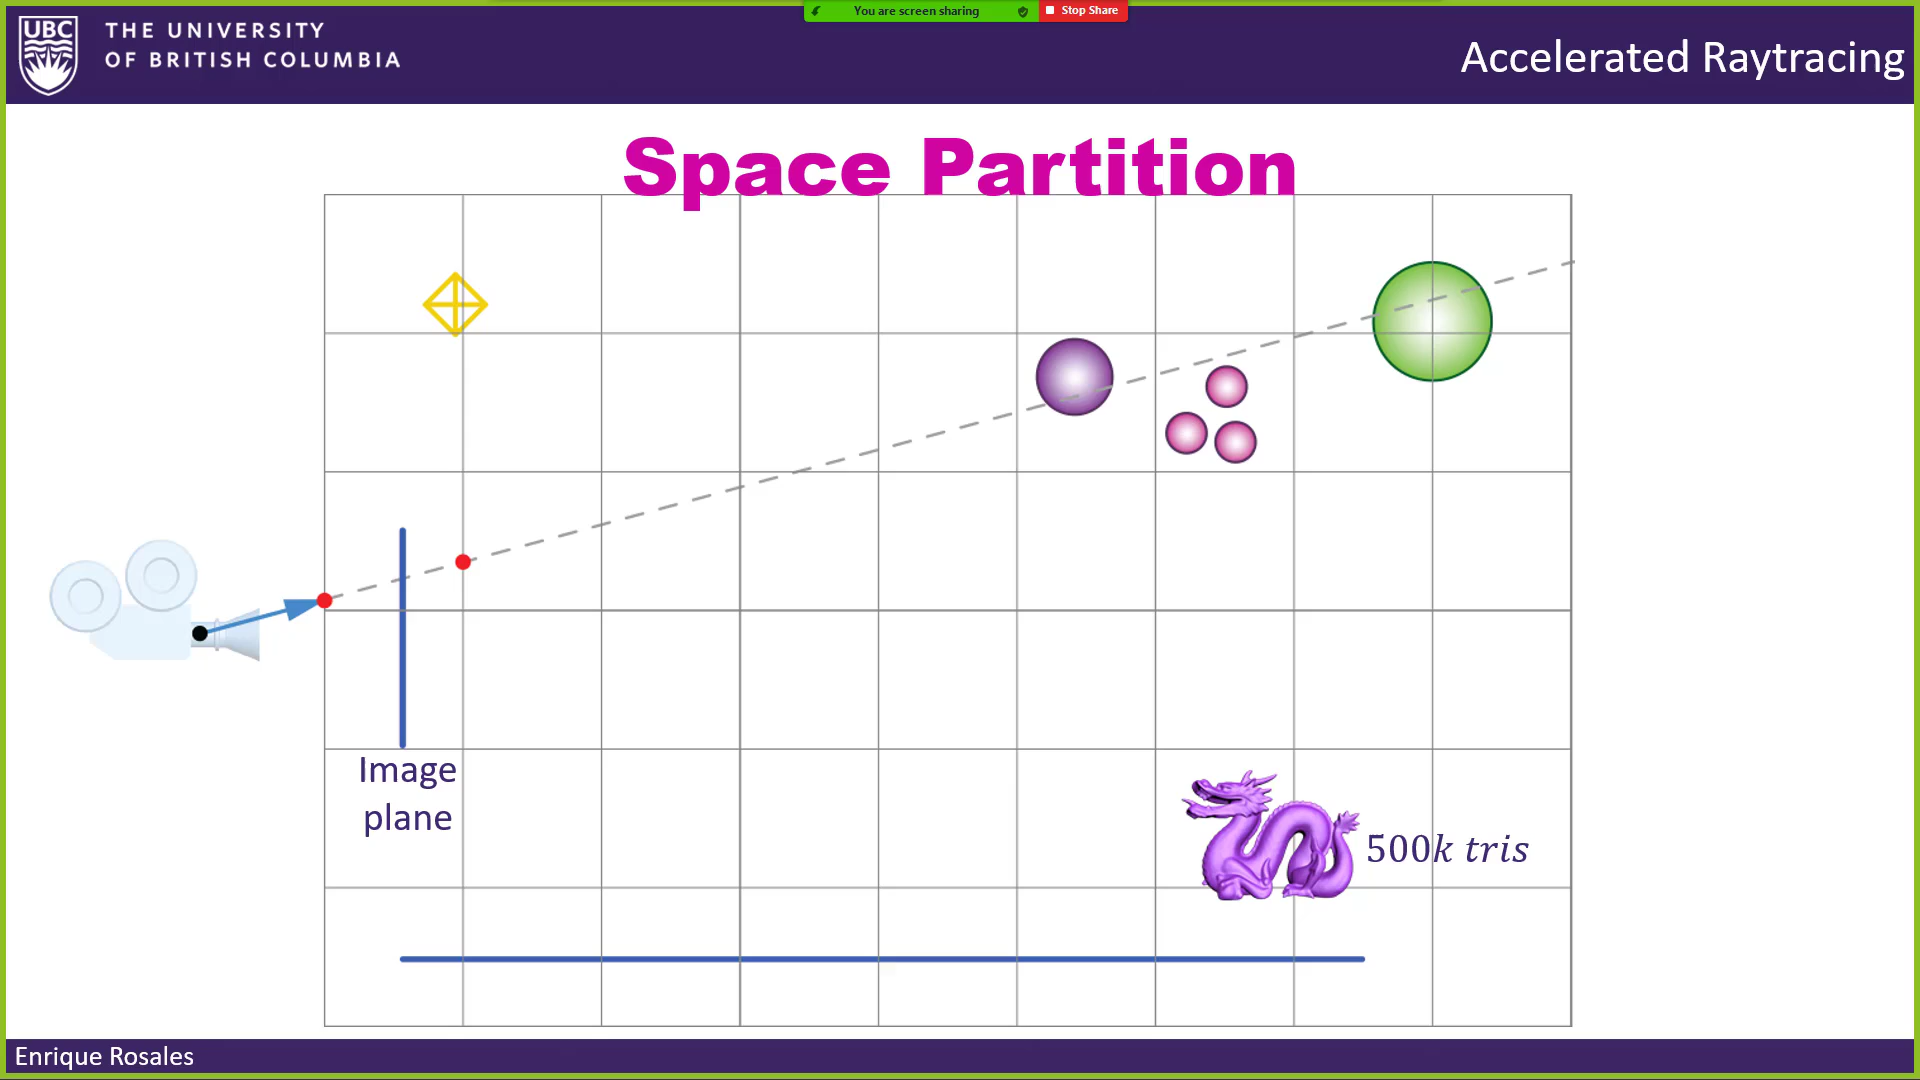 You are screen sharing
Stop Share
UBC
THE UNIVERSITY
OF BRITISH COLUMBIA
Accelerated Raytracing
Space Partition
Image
plane
500k tris
Enrique Rosales